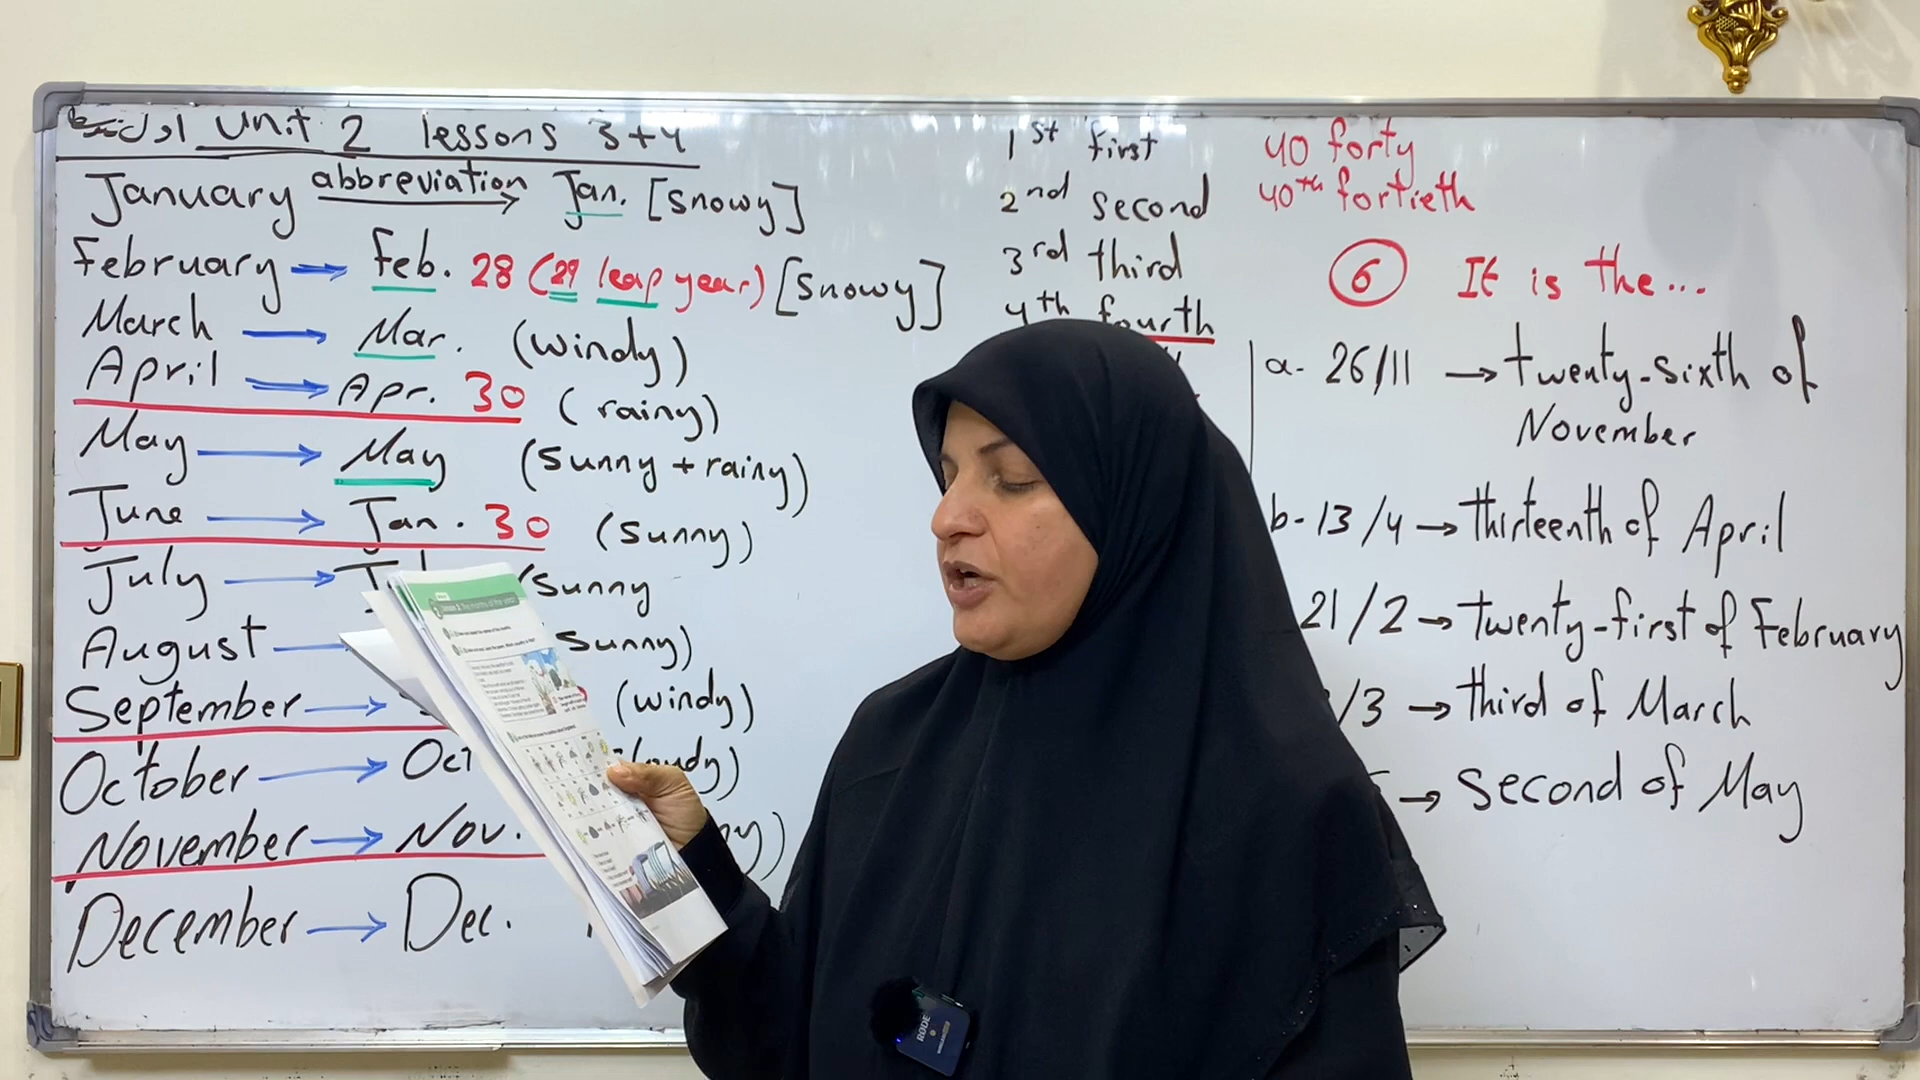 اول Unit 2 lessons 3+4
January abbreviation Jan. [snowy]
February → Feb. 28 (29 leap year) [snowy]
March → Mar. (windy)
April → Apr. 30 (rainy)
May → May (sunny + rainy)
June → Jan. 30 (sunny)
July → (sunny
August (sunny)
September → (windy)
October → Oct
November → Nov.
December → Dec.
1st first
2nd second
3rd third
4th fourth
40 forty
40th fortieth
6 It is the...
a- 26/11 → twenty-sixth of
November
b- 13/4 → thirteenth of April
21/2 → twenty-first of February
/3 → third of March
→ second of May
RODE